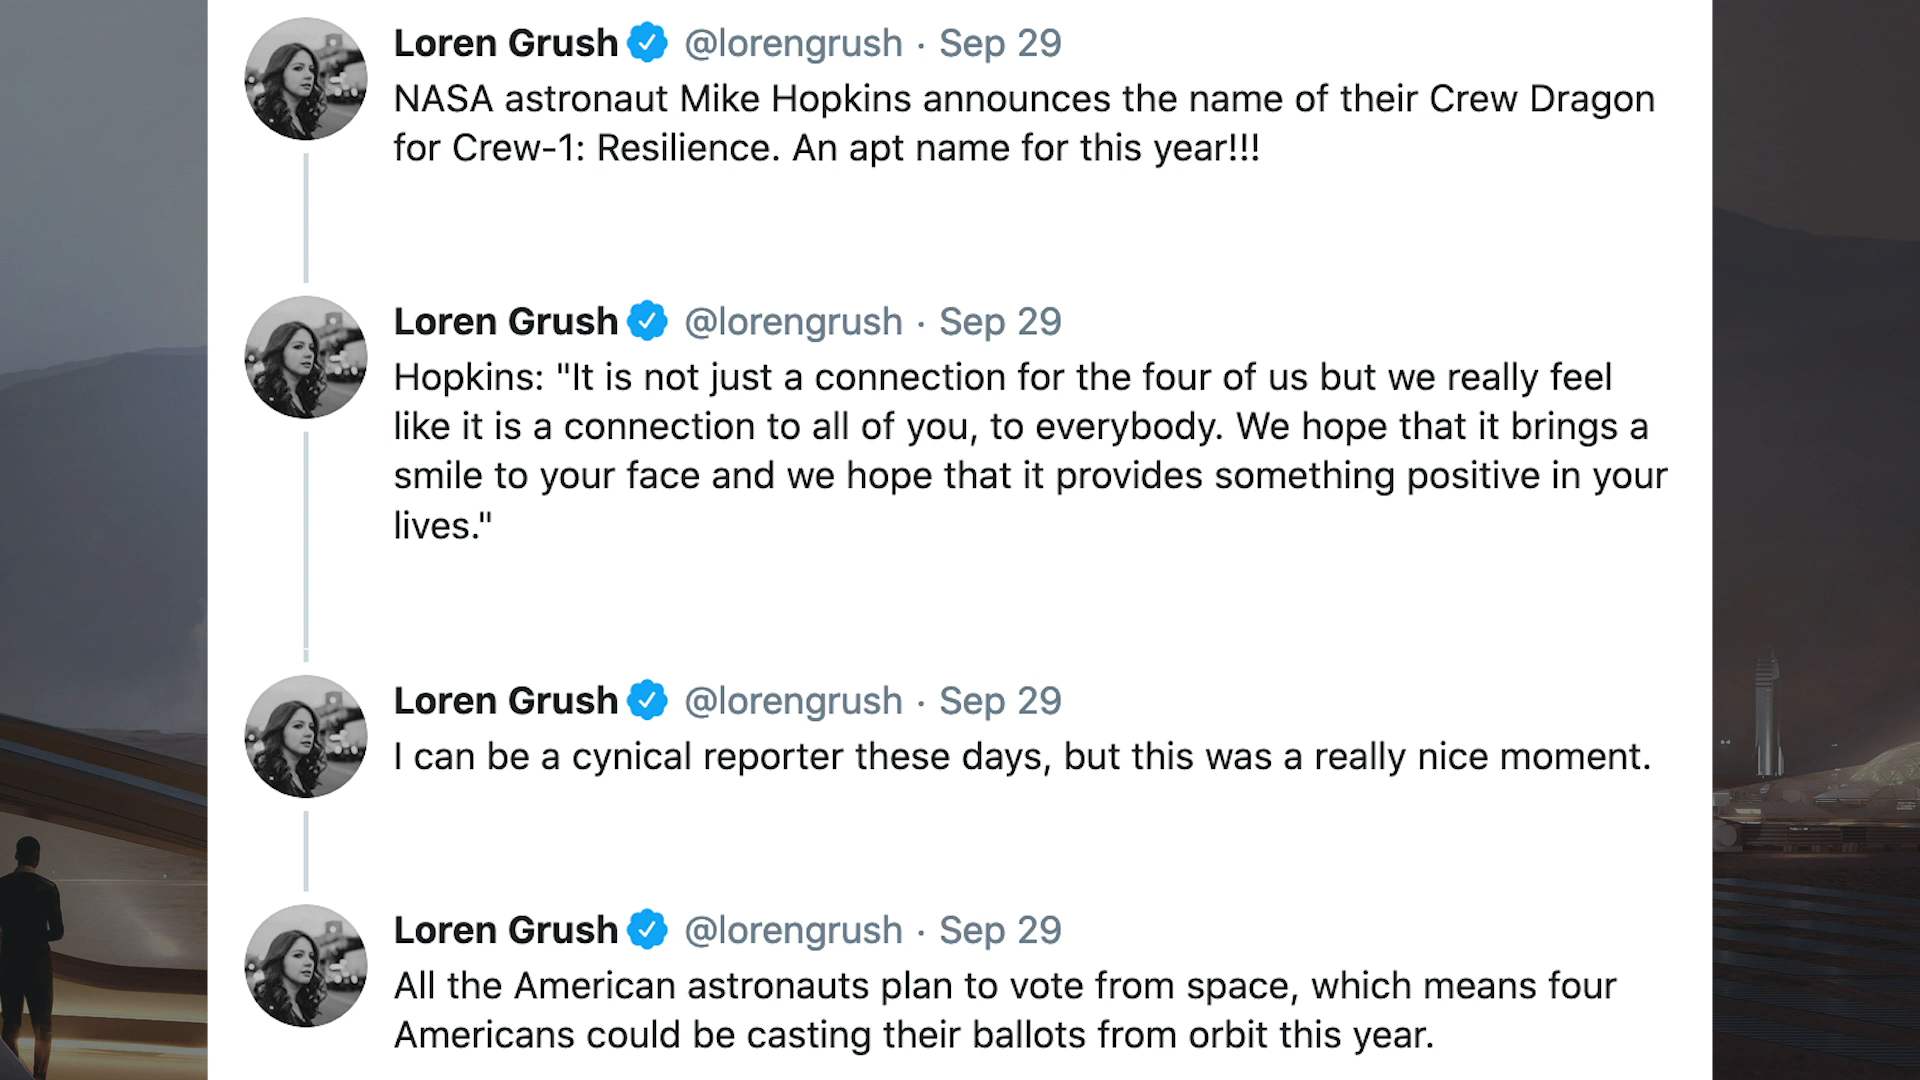 Loren Grush @lorengrush · Sep 29
NASA astronaut Mike Hopkins announces the name of their Crew Dragon
for Crew-1: Resilience. An apt name for this year!!!
Loren Grush @lorengrush · Sep 29
Hopkins: "It is not just a connection for the four of us but we really feel
like it is a connection to all of you, to everybody. We hope that it brings a
smile to your face and we hope that it provides something positive in your
lives."
Loren Grush @lorengrush · Sep 29
I can be a cynical reporter these days, but this was a really nice moment.
Loren Grush @lorengrush · Sep 29
All the American astronauts plan to vote from space, which means four
Americans could be casting their ballots from orbit this year.